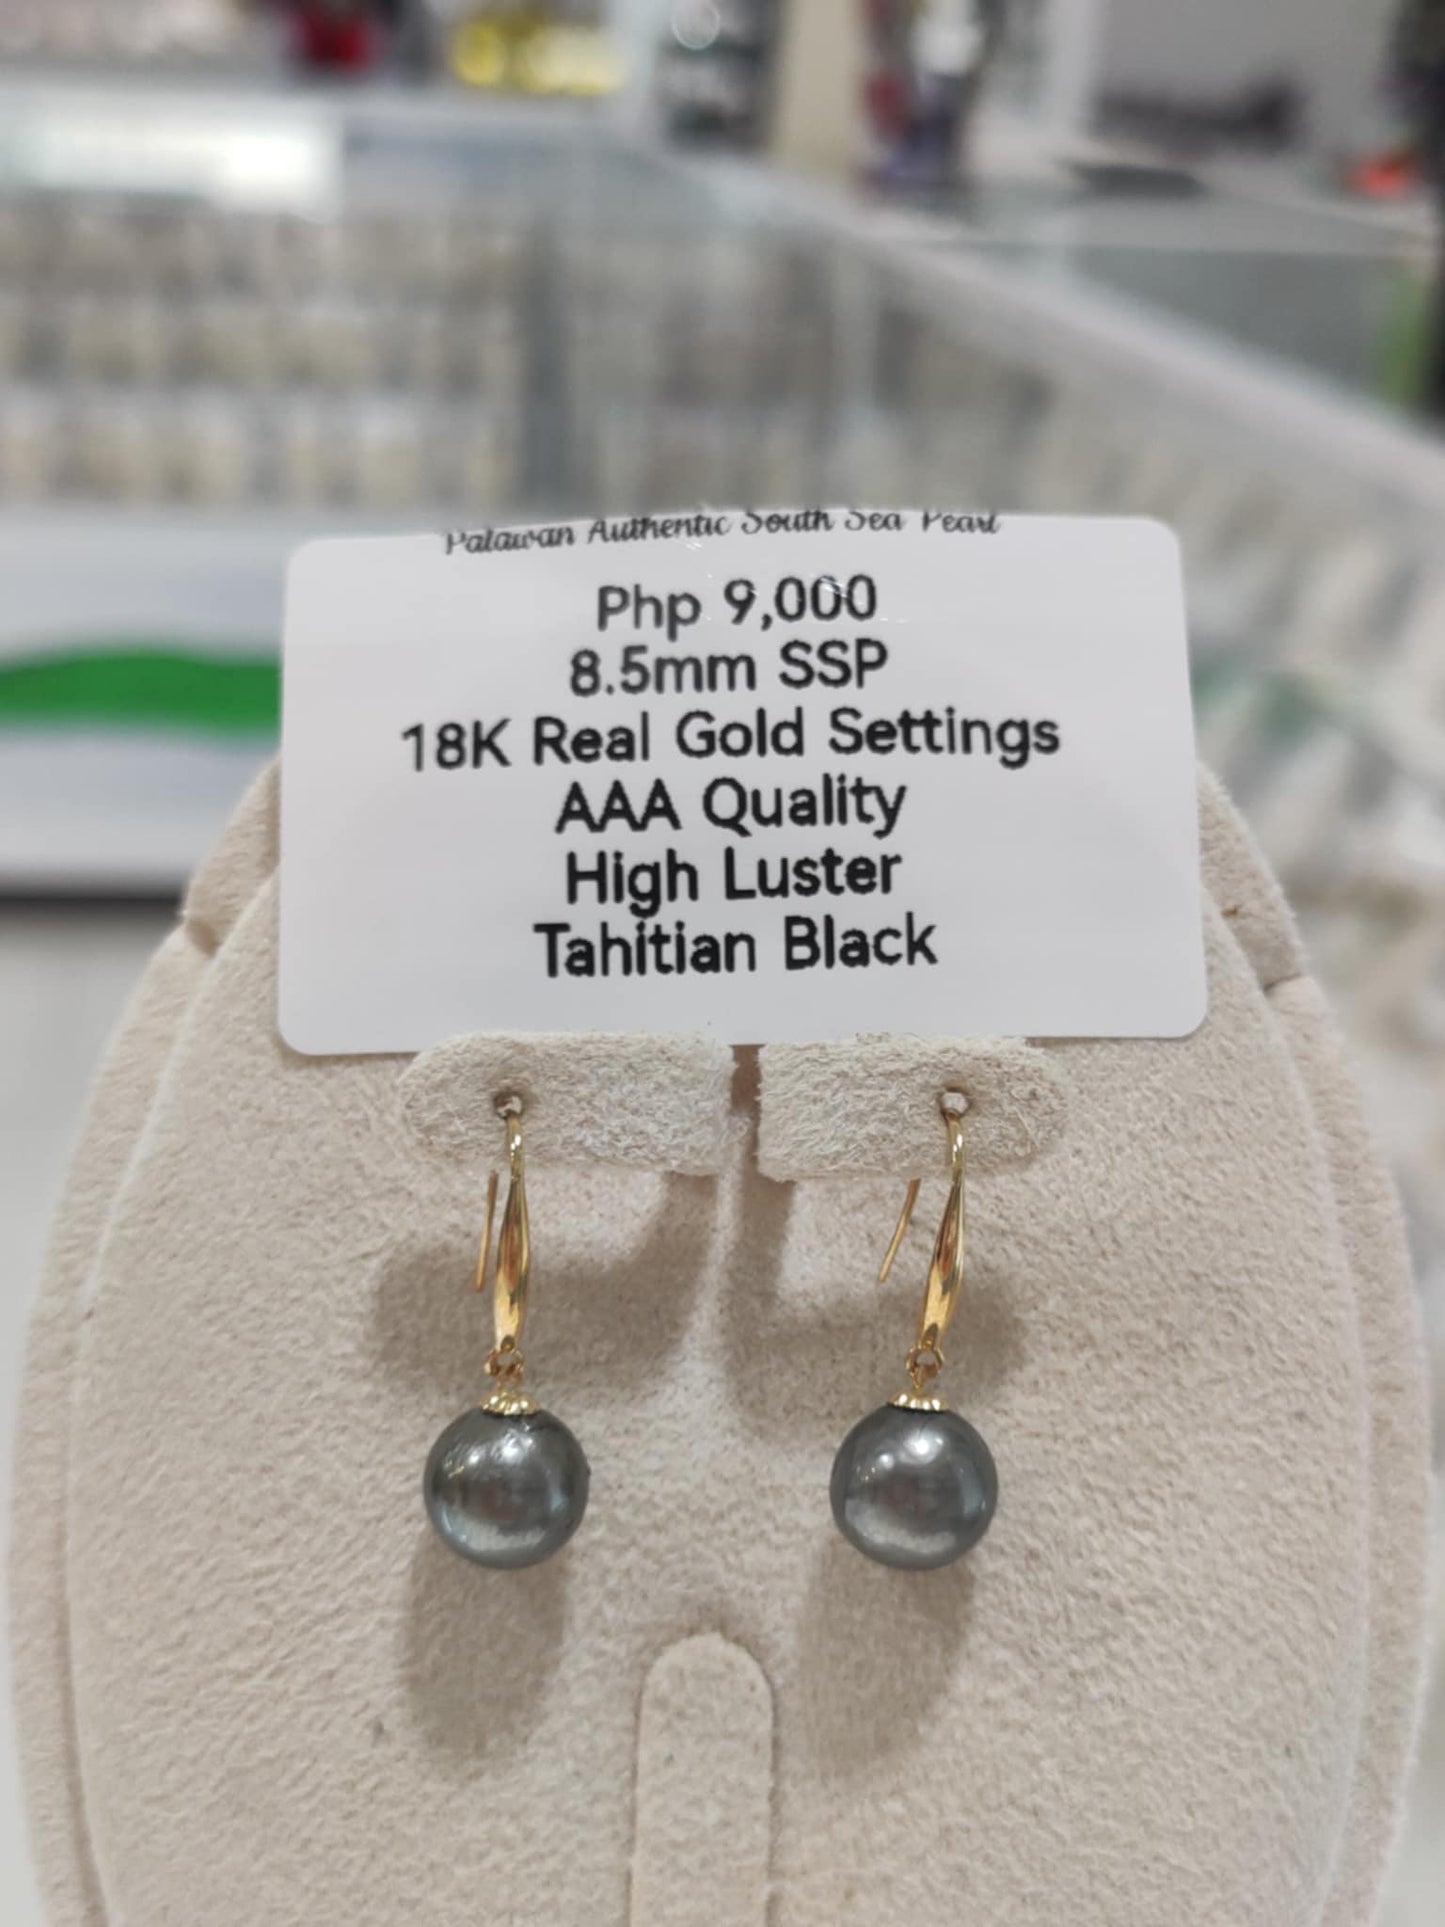 Palawan Authentic South Sea Pearl
Php 9,000
8.5mm SSP
18K Real Gold Settings
AAA Quality
High Luster
Tahitian Black